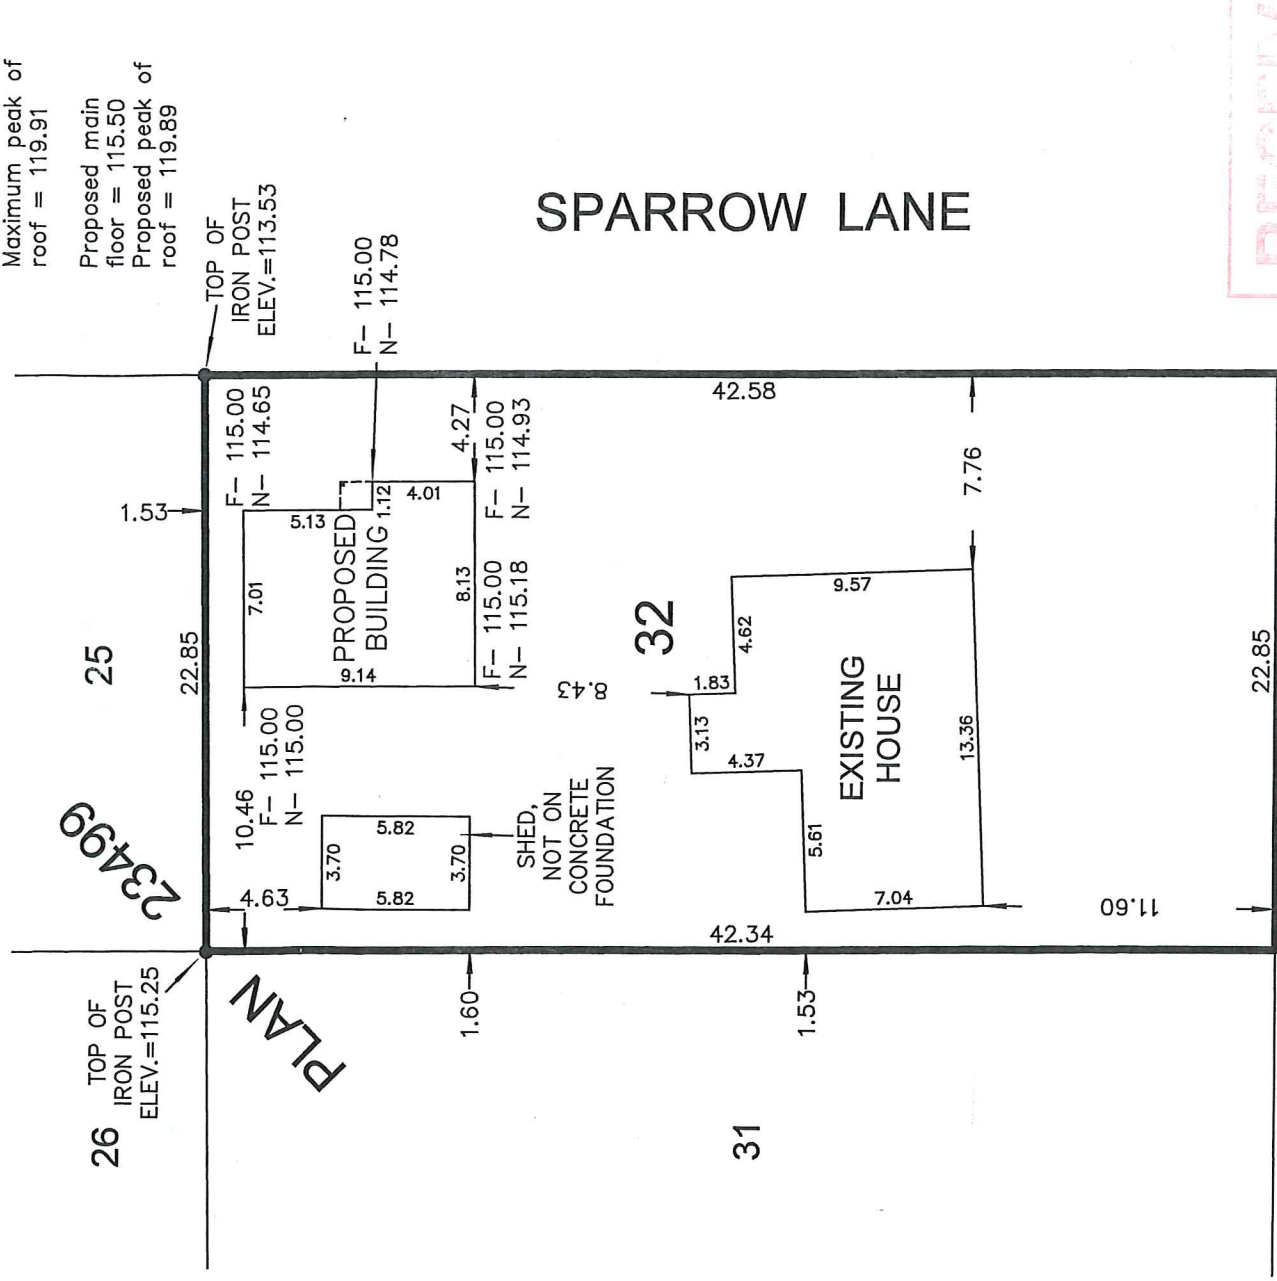 Maximum peak of
roof = 119.91
Proposed main
floor = 115.50
Proposed peak of
roof = 119.89
TOP OF
IRON POST
ELEV.=113.53
SPARROW LANE
F- 115.00
N- 114.78
F- 115.00
N- 114.65
1.53
5.13
1.12
4.01
4.27
F- 115.00
N- 114.93
42.58
7.76
25
22.85
7.01
PROPOSED
BUILDING
9.14
8.13
F- 115.00
N- 115.18
8.43
32
1.83
4.62
9.57
3.13
4.37
EXISTING
HOUSE
13.36
5.61
7.04
11.60
22.85
10.46
F- 115.00
N- 115.00
4.63
3.70
5.82
5.82
3.70
SHED,
NOT ON
CONCRETE
FOUNDATION
42.34
PLAN
23499
26
TOP OF
IRON POST
ELEV.=115.25
1.60
1.53
31